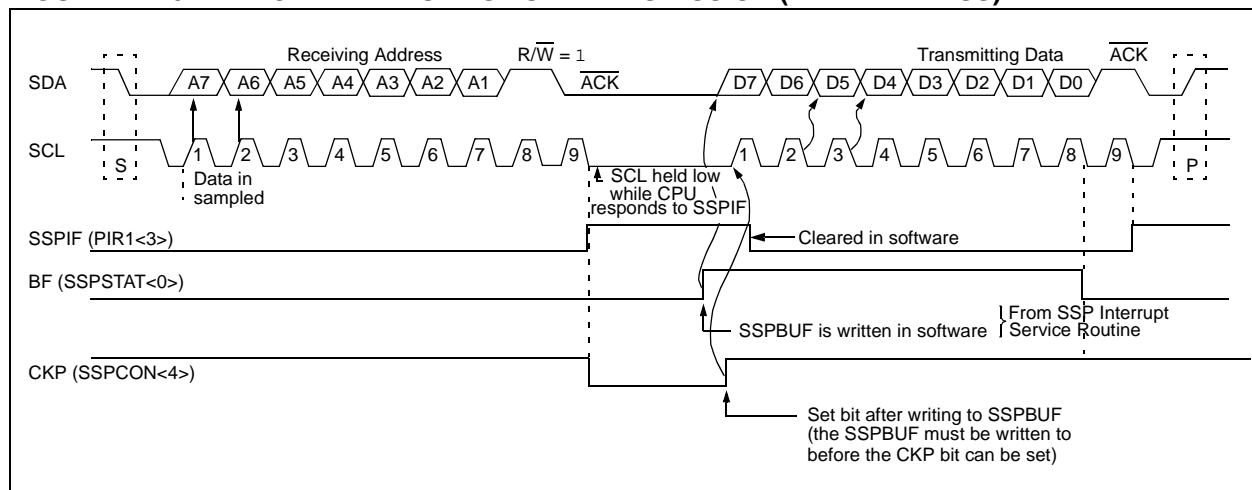 Receiving Address R/W = 1 Transmitting Data ACK
SDA A7 A6 A5 A4 A3 A2 A1 ACK D7 D6 D5 D4 D3 D2 D1 D0
SCL 1 2 3 4 5 6 7 8 9 1 2 3 4 5 6 7 8 9
S P
Data in
sampled
SCL held low
while CPU
responds to SSPIF
SSPIF (PIR1<3>)
Cleared in software
BF (SSPSTAT<0>)
SSPBUF is written in software
From SSP Interrupt
Service Routine
CKP (SSPCON<4>)
Set bit after writing to SSPBUF
(the SSPBUF must be written to
before the CKP bit can be set)